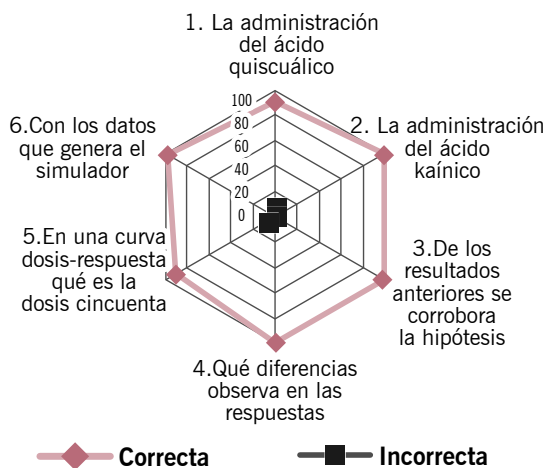 1. La administración
del ácido
quiscuálico
100
80
60
40
20
0
2. La administración
del ácido
kaínico
3.De los
resultados
anteriores se
corrobora
la hipótesis
4.Qué diferencias
observa en las
respuestas
5.En una curva
dosis-respuesta
qué es la
dosis cincuenta
6.Con los datos
que genera el
simulador
Correcta
Incorrecta